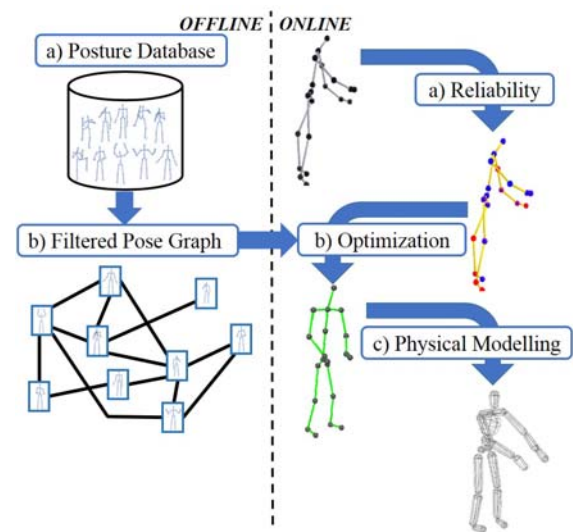 OFFLINE
ONLINE
a) Posture Database
a) Reliability
b) Filtered Pose Graph
b) Optimization
c) Physical Modelling